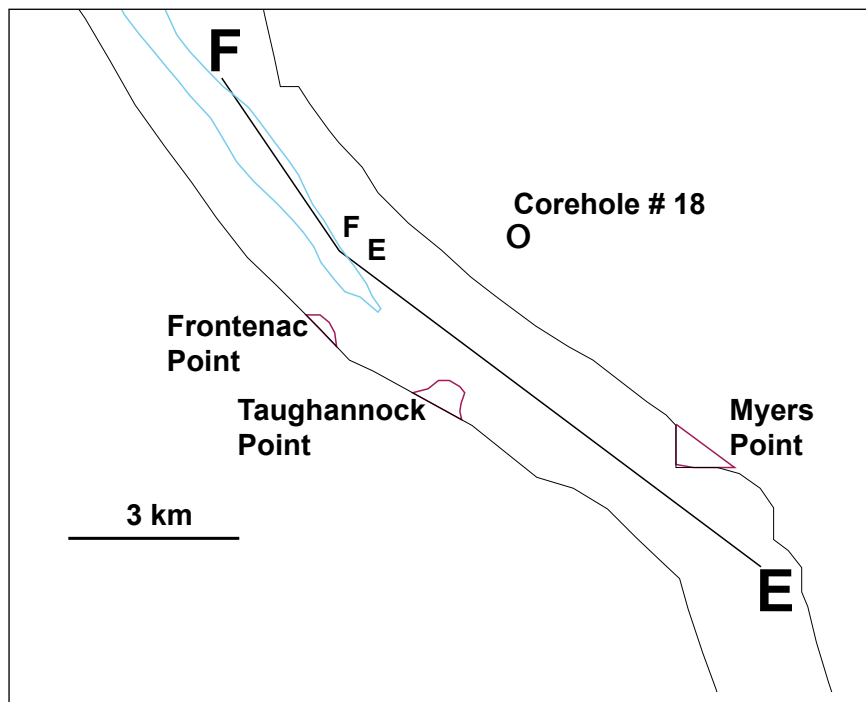 F
Corehole # 18
O
F
E
Frontenac
Point
Taughannock
Point
Myers
Point
3 km
E